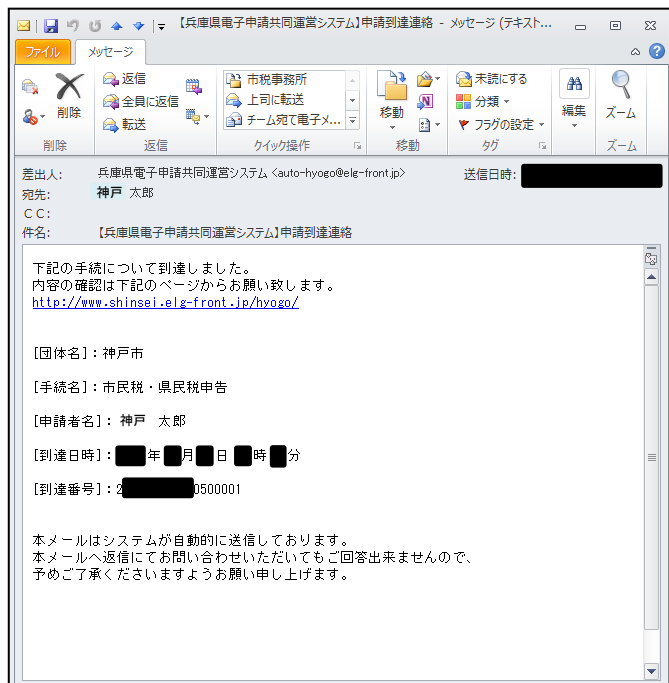 【兵庫県電子申請共同運営システム】申請到達連絡 - メッセージ (テキスト...
ファイル メッセージ
削除
返信
全員に返信
転送
市税事務所
上司に転送
チーム宛て電子メ...
移動
未読にする
分類
フラグの設定
編集
ズーム
削除 返信 クイック操作 移動 タグ ズーム
差出人: 兵庫県電子申請共同運営システム <auto-hyogo@elg-front.jp> 送信日時:
宛先: 神戸 太郎
CC:
件名: 【兵庫県電子申請共同運営システム】申請到達連絡
下記の手続について到達しました。
内容の確認は下記のページからお願い致します。
http://www.shinsei.elg-front.jp/hyogo/
[団体名]：神戸市
[手続名]：市民税・県民税申告
[申請者名]：神戸 太郎
[到達日時]： 年 月 日 時 分
[到達番号]：2 0500001
本メールはシステムが自動的に送信しております。
本メールへ返信にてお問い合わせいただいてもご回答出来ませんので、
予めご了承くださいますようお願い申し上げます。